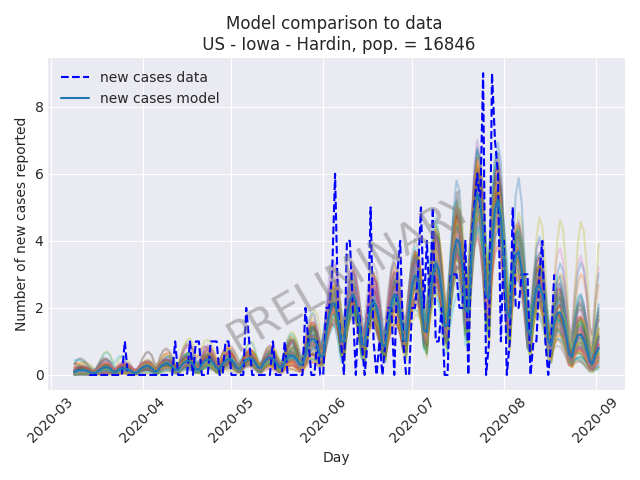 Model comparison to data
US - Iowa - Hardin, pop. = 16846
new cases data
new cases model
PRELIMINARY
Number of new cases reported
8
6
4
2
0
2020-03
2020-04
2020-05
2020-06
2020-07
2020-08
2020-09
Day